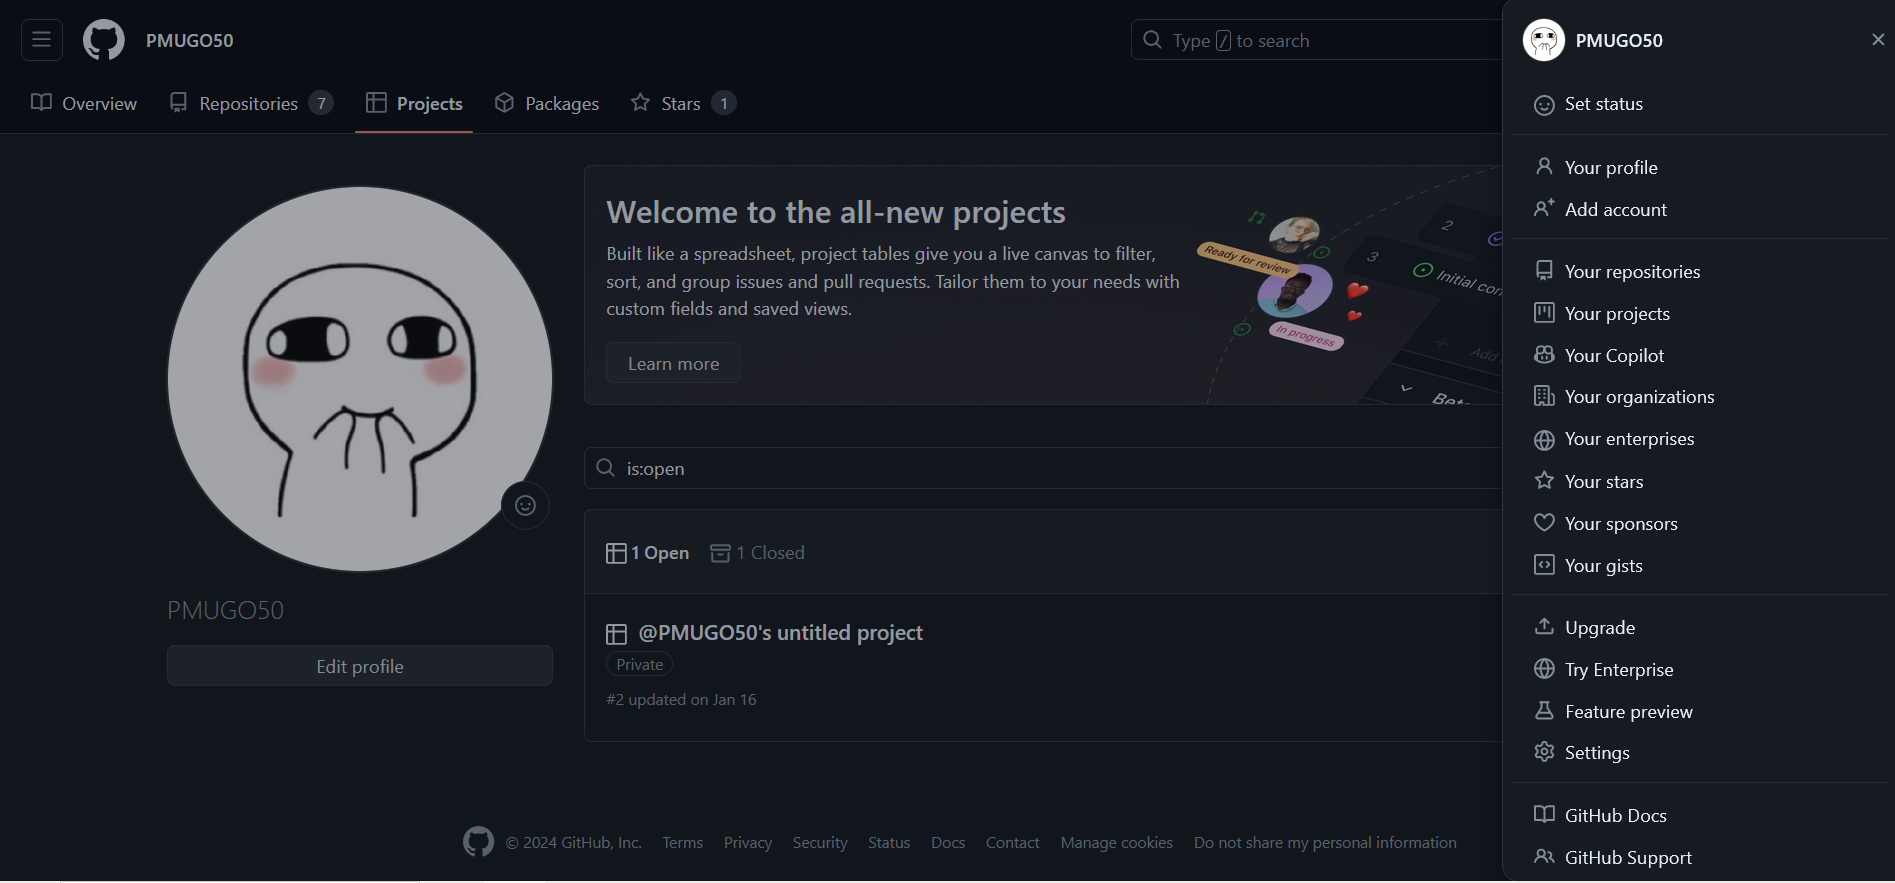 PMUGO50
Type / to search
Overview
Repositories 7
Projects
Packages
Stars 1
Welcome to the all-new projects
Built like a spreadsheet, project tables give you a live canvas to filter,
sort, and group issues and pull requests. Tailor them to your needs with
custom fields and saved views.
Learn more
Ready for review
In progress
2
3
Initial con
Add
Beta
is:open
1 Open
1 Closed
@PMUGO50's untitled project
Private
#2 updated on Jan 16
PMUGO50
Edit profile
© 2024 GitHub, Inc.
Terms
Privacy
Security
Status
Docs
Contact
Manage cookies
Do not share my personal information
PMUGO50
Set status
Your profile
Add account
Your repositories
Your projects
Your Copilot
Your organizations
Your enterprises
Your stars
Your sponsors
Your gists
Upgrade
Try Enterprise
Feature preview
Settings
GitHub Docs
GitHub Support